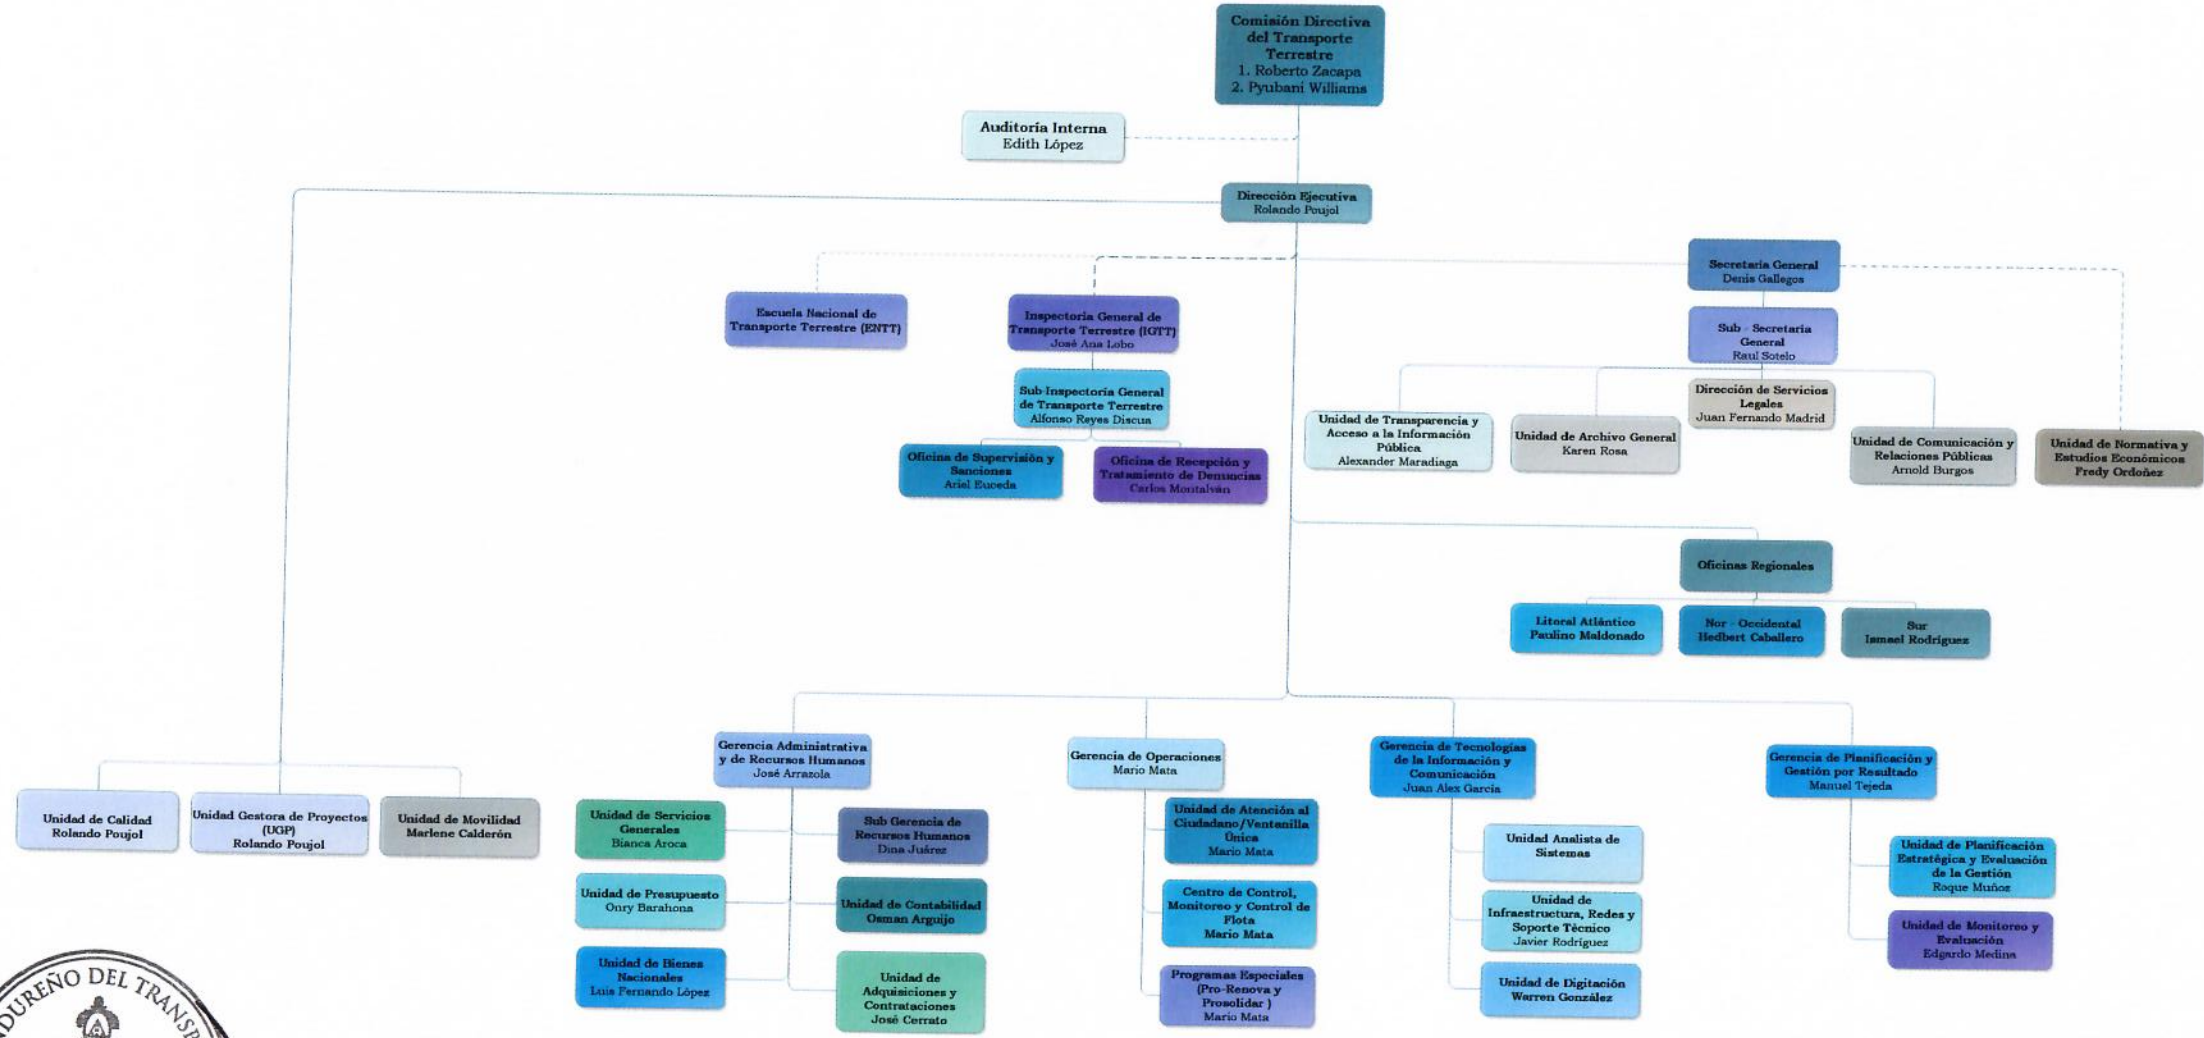 Comisión Directiva
del Transporte
Terrestre
1. Roberto Zacapa
2. Pyubani Williams
Auditoría Interna
Edith López
Dirección Ejecutiva
Rolando Poujol
Secretaria General
Denis Gallegos
Escuela Nacional de
Transporte Terrestre (ENTT)
Inspectoria General de
Transporte Terrestre (IGTT)
José Ana Lobo
Sub - Secretaria
General
Raul Sotelo
Sub-Inspectoria General
de Transporte Terrestre
Alfonso Reyes Discua
Oficina de Supervisión y
Sanciones
Ariel Euceda
Oficina de Recepción y
Tratamiento de Denuncias
Carlos Montalván
Unidad de Transparencia y
Acceso a la Información
Pública
Alexander Maradiaga
Unidad de Archivo General
Karen Rosa
Dirección de Servicios
Legales
Juan Fernando Madrid
Unidad de Comunicación y
Relaciones Públicas
Arnold Burgos
Unidad de Normativa y
Estudios Económicos
Fredy Ordoñez
Oficinas Regionales
Litoral Atlántico
Paulino Maldonado
Nor - Occidental
Hedbert Caballero
Sur
Ismael Rodríguez
Unidad de Calidad
Rolando Poujol
Unidad Gestora de Proyectos
(UGP)
Rolando Poujol
Unidad de Movilidad
Marlene Calderón
Gerencia Administrativa
y de Recursos Humanos
José Arrazola
Unidad de Servicios
Generales
Bianca Aroca
Sub Gerencia de
Recursos Humanos
Dina Juárez
Unidad de Presupuesto
Onry Barahona
Unidad de Contabilidad
Osman Arguijo
Unidad de Bienes
Nacionales
Luis Fernando López
Unidad de
Adquisiciones y
Contrataciones
José Cerrato
Gerencia de Operaciones
Mario Mata
Unidad de Atención al
Ciudadano/Ventanilla
Única
Mario Mata
Centro de Control,
Monitoreo y Control de
Flota
Mario Mata
Programas Especiales
(Pro-Renova y
Prosolidar )
Mario Mata
Gerencia de Tecnologías
de la Información y
Comunicación
Juan Alex García
Unidad Analista de
Sistemas
Unidad de
Infraestructura, Redes y
Soporte Técnico
Javier Rodríguez
Unidad de Digitación
Warren González
Gerencia de Planificación y
Gestión por Resultado
Manuel Tejeda
Unidad de Planificación
Estratégica y Evaluación
de la Gestión
Roque Muñoz
Unidad de Monitoreo y
Evaluación
Edgardo Medina
DUREÑO DEL TRANSP